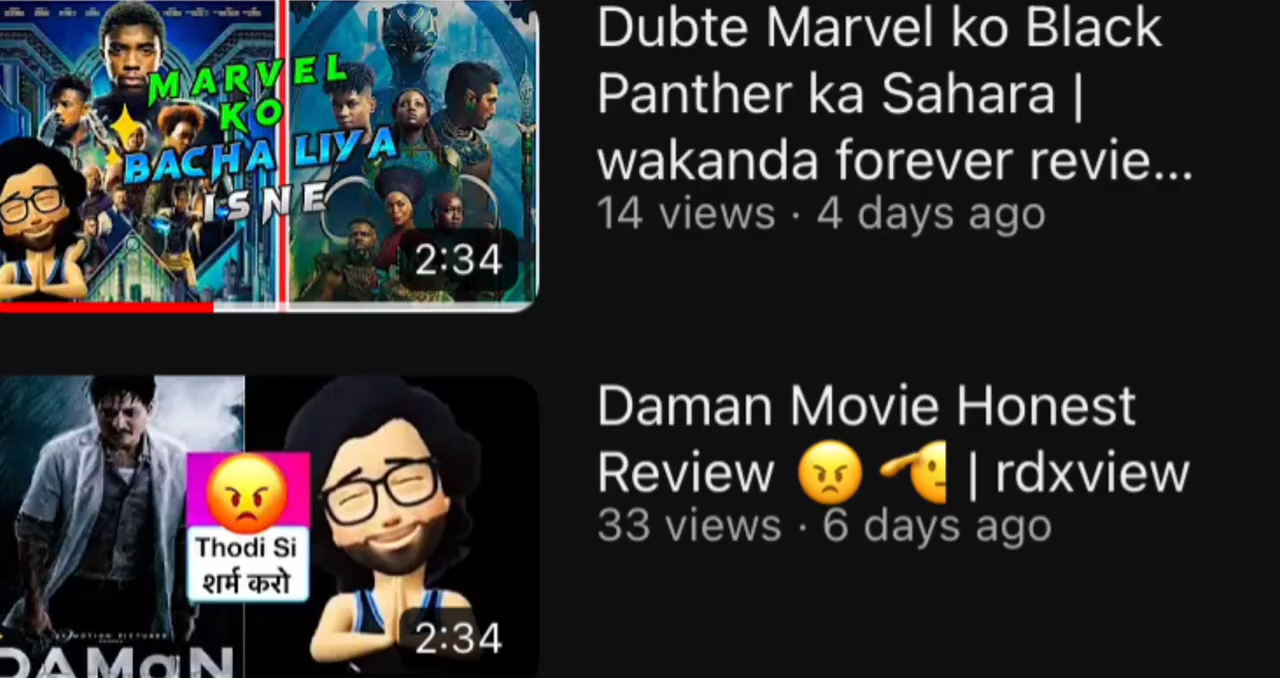 MARVEL
KO
BACHA LIYA
ISNE
2:34
Dubte Marvel ko Black
Panther ka Sahara |
wakanda forever revie...
14 views · 4 days ago
Thodi Si
शर्म करो
DAMaN
2:34
Daman Movie Honest
Review 😠 🫡 | rdxview
33 views · 6 days ago